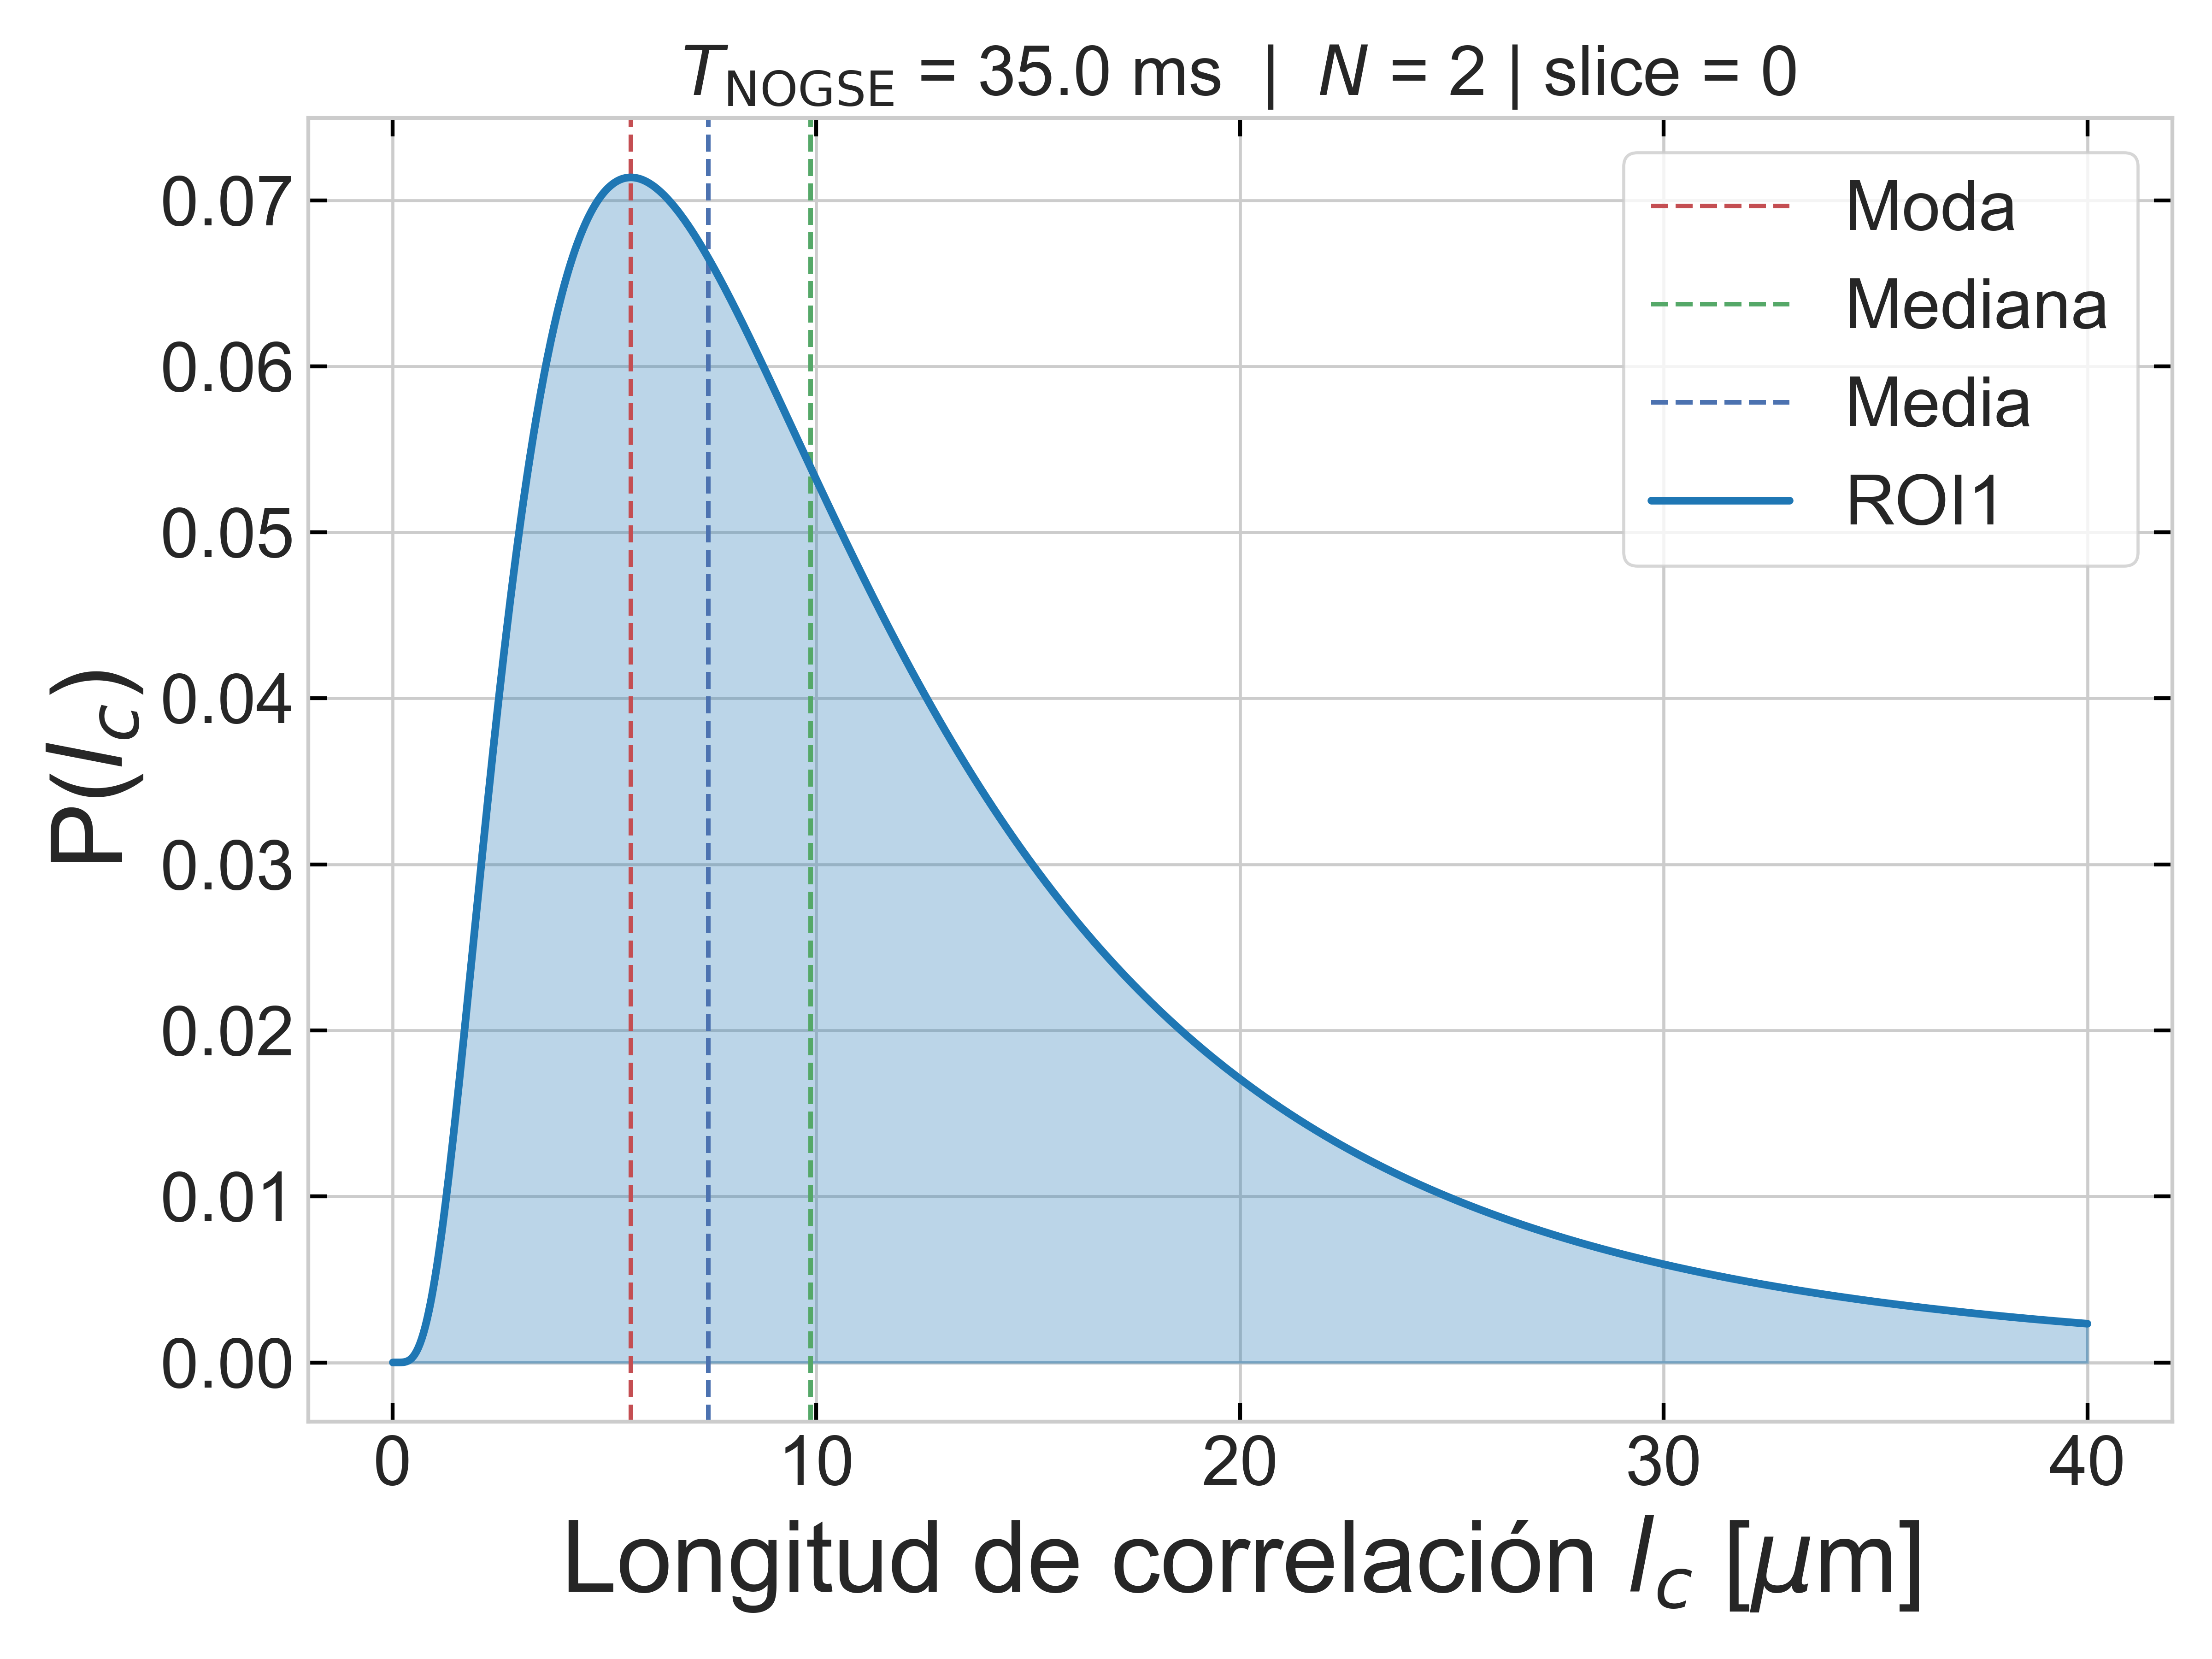 T_NOGSE = 35.0 ms | N = 2 | slice = 0
Moda
Mediana
Media
ROI1
P(l_c)
0.07
0.06
0.05
0.04
0.03
0.02
0.01
0.00
0 10 20 30 40
Longitud de correlación l_c [μm]